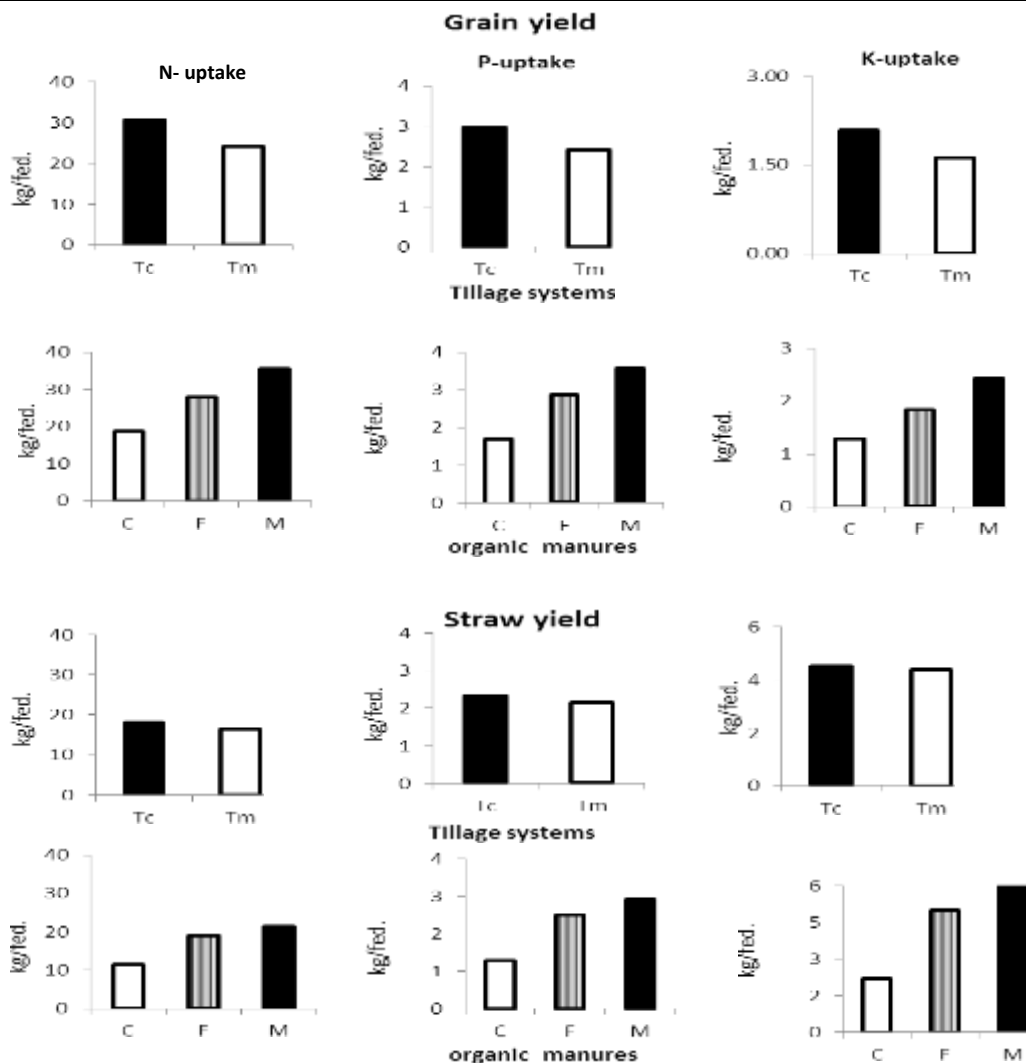 Grain yield
N- uptake
P-uptake
K-uptake
kg/fed.
40
30
20
10
0
Tc Tm
kg/fed.
4
3
2
1
0
Tc Tm
kg/fed.
3.00
1.50
0.00
Tc Tm
Tillage systems
kg/fed.
40
30
20
10
0
C F M
kg/fed.
4
3
2
1
0
C F M
kg/fed.
3
2
1
0
C F M
organic manures
Straw yield
kg/fed.
40
30
20
10
0
Tc Tm
kg/fed.
4
3
2
1
0
Tc Tm
kg/fed.
6
4
2
0
Tc Tm
Tillage systems
kg/fed.
40
30
20
10
0
C F M
kg/fed.
4
3
2
1
0
C F M
kg/fed.
6
5
3
2
0
C F M
organic manures